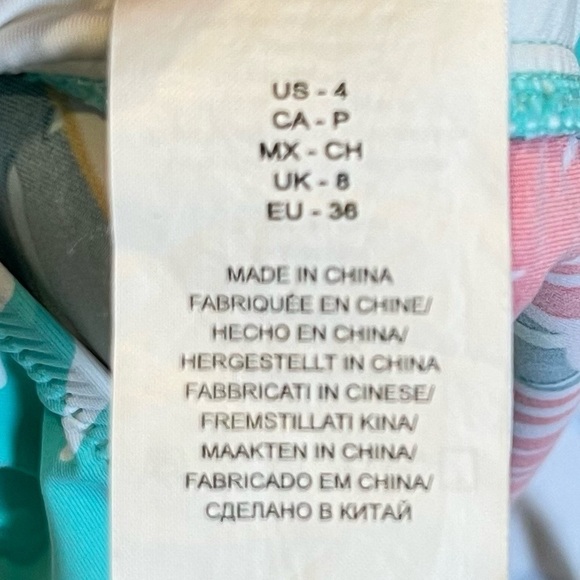 US - 4
CA - P
MX - CH
UK - 8
EU - 36
MADE IN CHINA
FABRIQUÉE EN CHINE/
HECHO EN CHINA/
HERGESTELLT IN CHINA
FABBRICATI IN CINESE/
FREMSTILLATI KINA/
MAAKTEN IN CHINA/
FABRICADO EM CHINA/
СДЕЛАНО В КИТАЙ